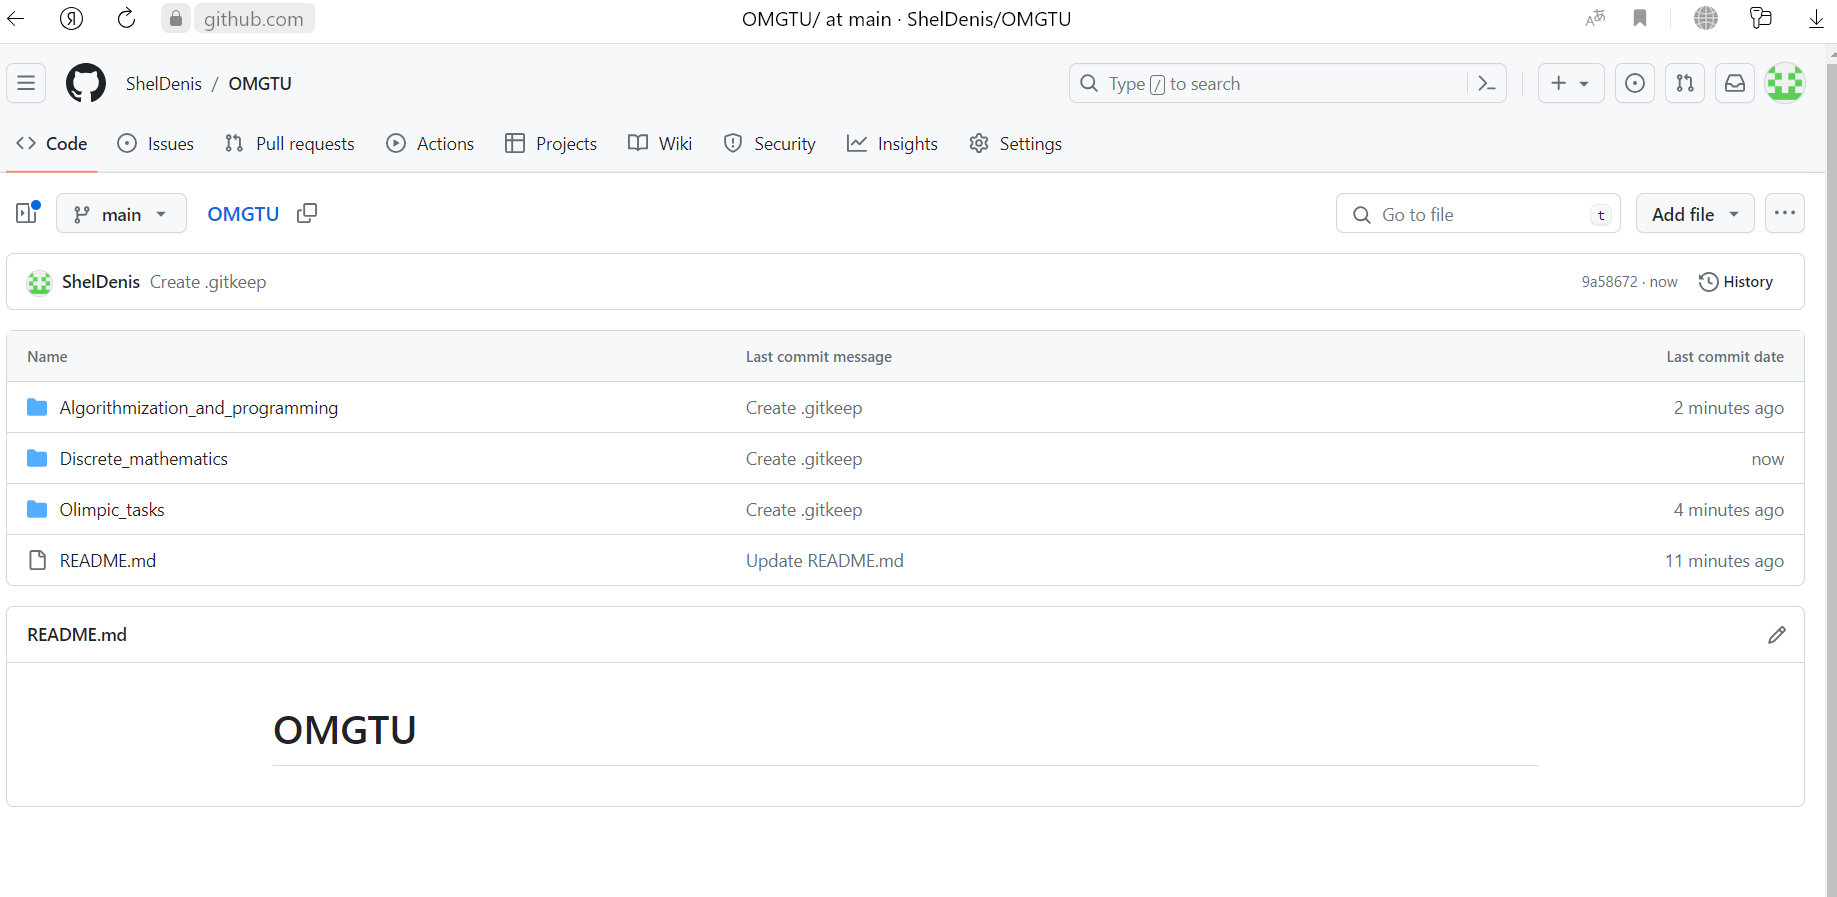 Я github.com OMGTU/ at main · ShelDenis/OMGTU
ShelDenis / OMGTU Type / to search
Code Issues Pull requests Actions Projects Wiki Security Insights Settings
main OMGTU Go to file t Add file
ShelDenis Create .gitkeep 9a58672 · now History
Name Last commit message Last commit date
Algorithmization_and_programming Create .gitkeep 2 minutes ago
Discrete_mathematics Create .gitkeep now
Olimpic_tasks Create .gitkeep 4 minutes ago
README.md Update README.md 11 minutes ago
README.md
OMGTU